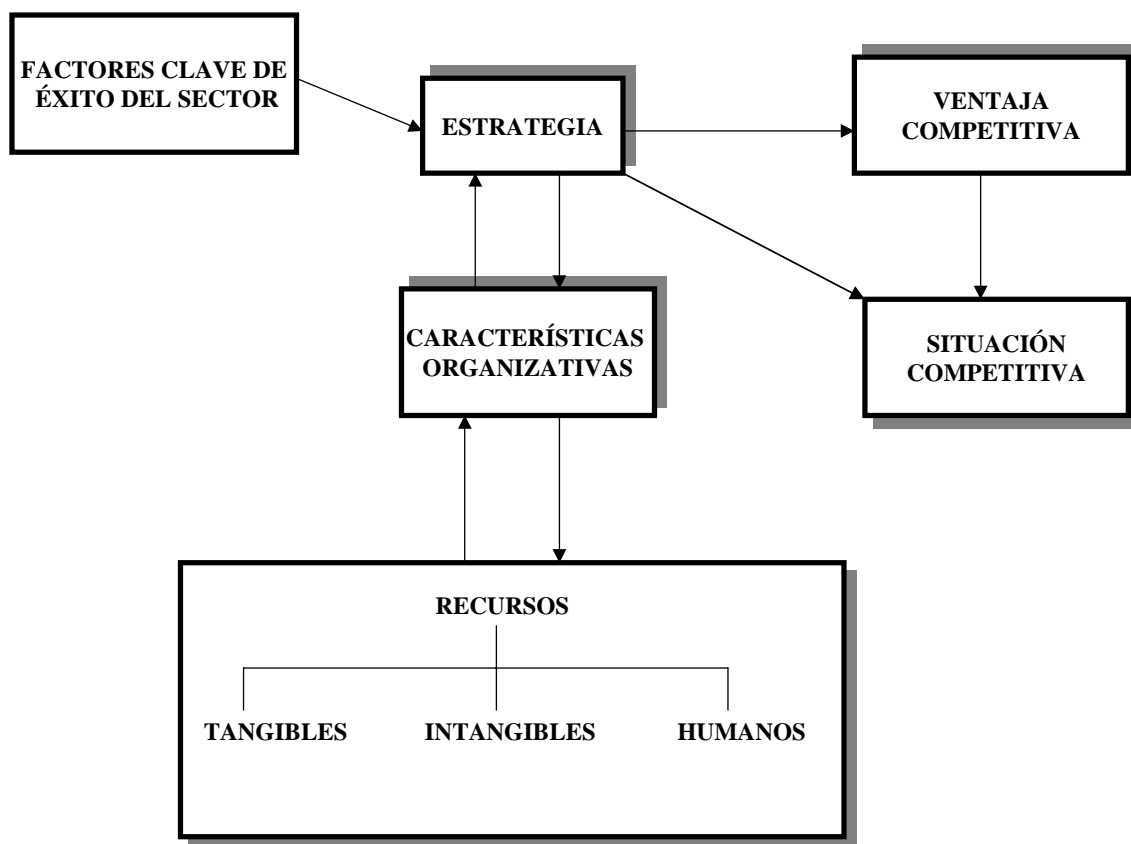 FACTORES CLAVE DE
ÉXITO DEL SECTOR
ESTRATEGIA
VENTAJA
COMPETITIVA
CARACTERÍSTICAS
ORGANIZATIVAS
SITUACIÓN
COMPETITIVA
RECURSOS
TANGIBLES
INTANGIBLES
HUMANOS